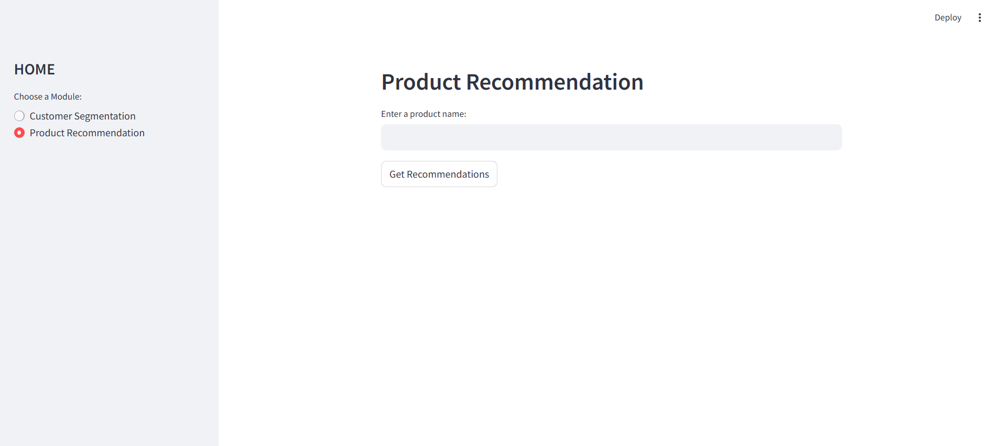 Deploy
HOME
Choose a Module:
Customer Segmentation
Product Recommendation
Product Recommendation
Enter a product name:
Get Recommendations